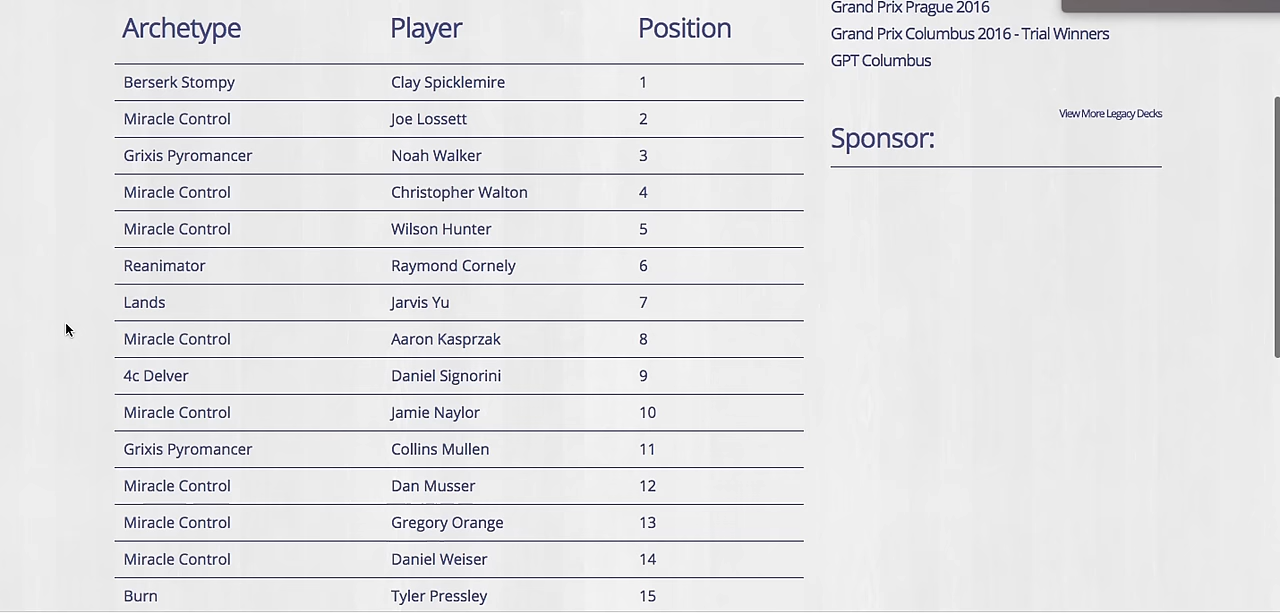 Archetype Player Position
Berserk Stompy Clay Spicklemire 1
Miracle Control Joe Lossett 2
Grixis Pyromancer Noah Walker 3
Miracle Control Christopher Walton 4
Miracle Control Wilson Hunter 5
Reanimator Raymond Cornely 6
Lands Jarvis Yu 7
Miracle Control Aaron Kasprzak 8
4c Delver Daniel Signorini 9
Miracle Control Jamie Naylor 10
Grixis Pyromancer Collins Mullen 11
Miracle Control Dan Musser 12
Miracle Control Gregory Orange 13
Miracle Control Daniel Weiser 14
Burn Tyler Pressley 15
Grand Prix Prague 2016
Grand Prix Columbus 2016 - Trial Winners
GPT Columbus
View More Legacy Decks
Sponsor: